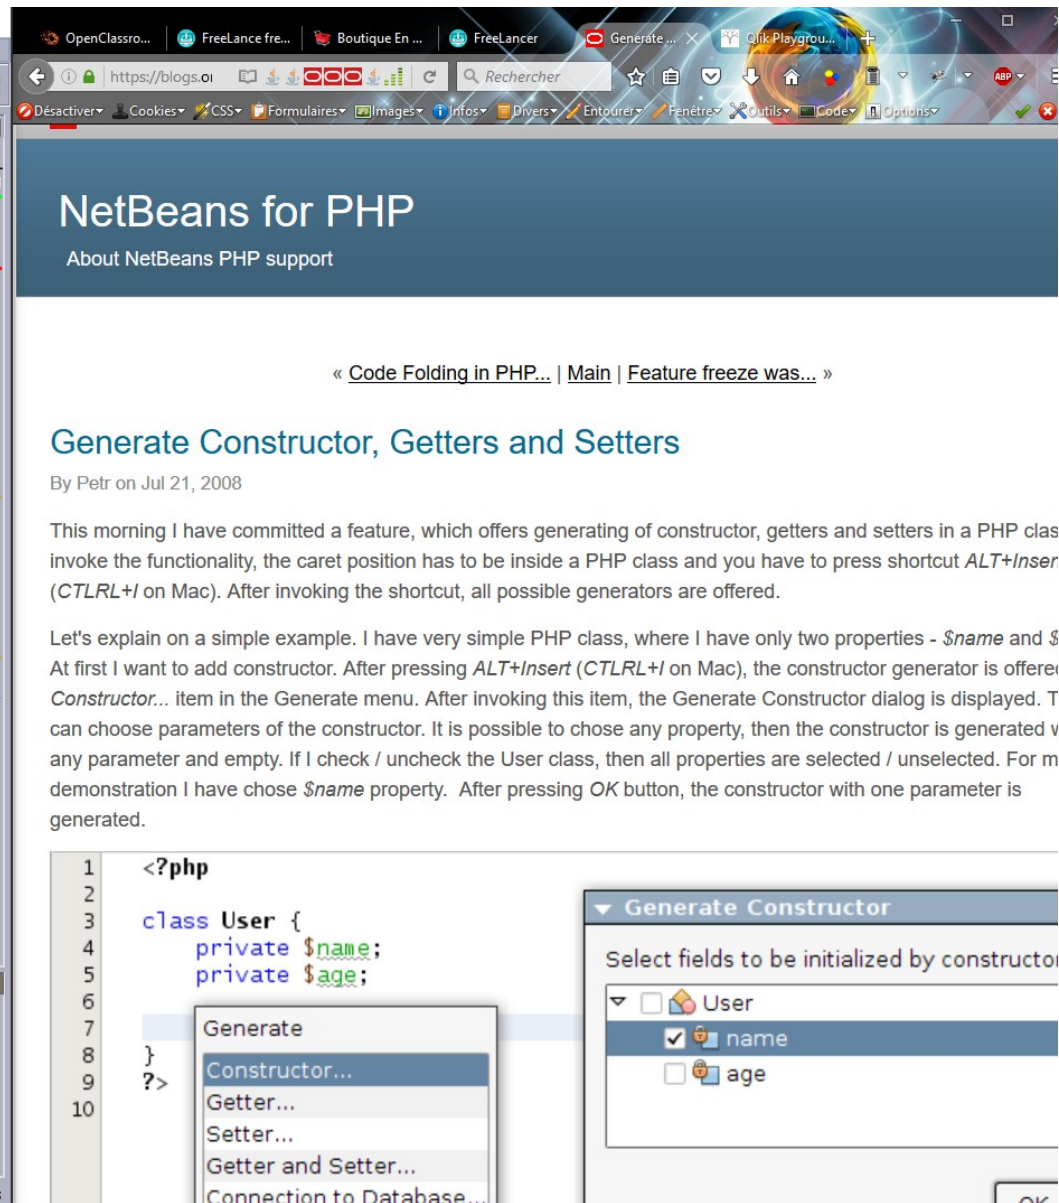 OpenClassro...
FreeLance fre...
Boutique En ...
FreeLancer
Generate ...
Qlik Playgrou...
https://blogs.or
Rechercher
ABP
Désactiver
Cookies
CSS
Formulaires
Images
Infos
Divers
Entourer
Fenêtre
Outils
Code
Options
NetBeans for PHP
About NetBeans PHP support
« Code Folding in PHP... | Main | Feature freeze was... »
Generate Constructor, Getters and Setters
By Petr on Jul 21, 2008
This morning I have committed a feature, which offers generating of constructor, getters and setters in a PHP clas
invoke the functionality, the caret position has to be inside a PHP class and you have to press shortcut ALT+Inser
(CTLRL+I on Mac). After invoking the shortcut, all possible generators are offered.
Let's explain on a simple example. I have very simple PHP class, where I have only two properties - $name and $
At first I want to add constructor. After pressing ALT+Insert (CTLRL+I on Mac), the constructor generator is offere
Constructor... item in the Generate menu. After invoking this item, the Generate Constructor dialog is displayed. T
can choose parameters of the constructor. It is possible to chose any property, then the constructor is generated w
any parameter and empty. If I check / uncheck the User class, then all properties are selected / unselected. For m
demonstration I have chose $name property. After pressing OK button, the constructor with one parameter is
generated.
1 <?php
2
3 class User {
4 private $name;
5 private $age;
6
7
8 }
9 ?>
10
Generate
Constructor...
Getter...
Setter...
Getter and Setter...
Connection to Database...
Generate Constructor
Select fields to be initialized by constructor
User
name
age
OK